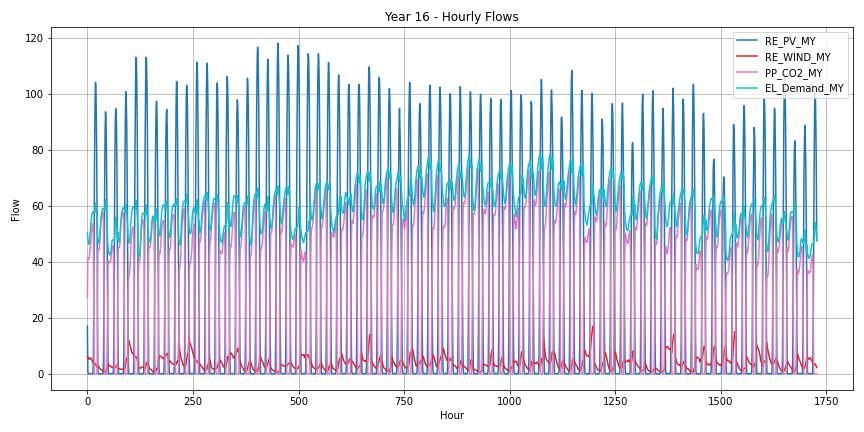 Year 16 - Hourly Flows
RE_PV_MY
RE_WIND_MY
PP_CO2_MY
EL_Demand_MY
Flow
120
100
80
60
40
20
0
0 250 500 750 1000 1250 1500 1750
Hour